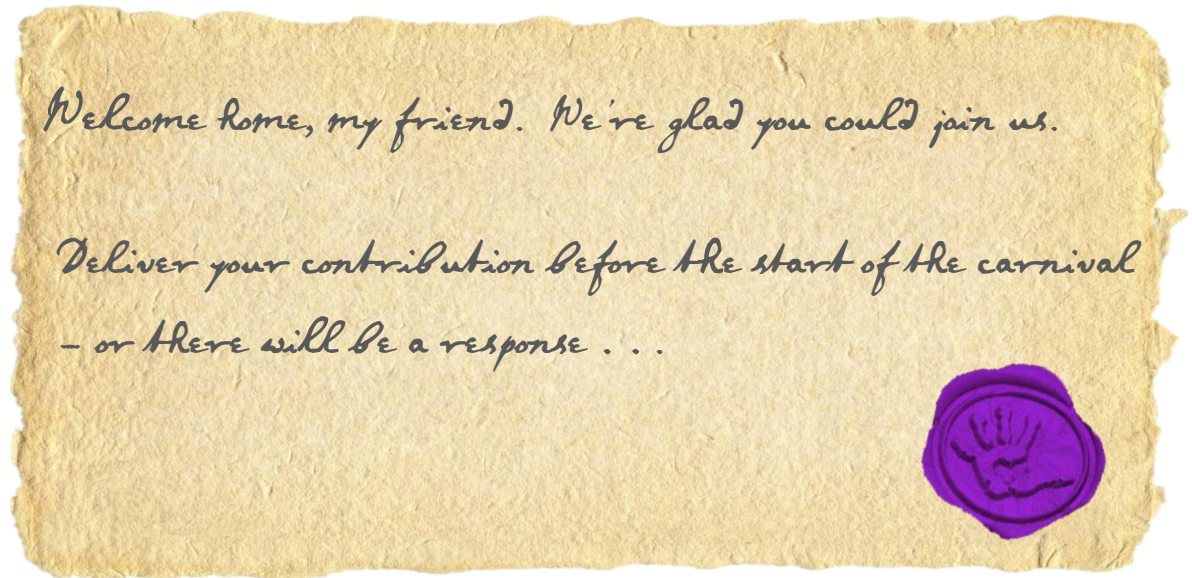 Welcome home, my friend. We're glad you could join us.
Deliver your contribution before the start of the carnival
- or there will be a response . . .